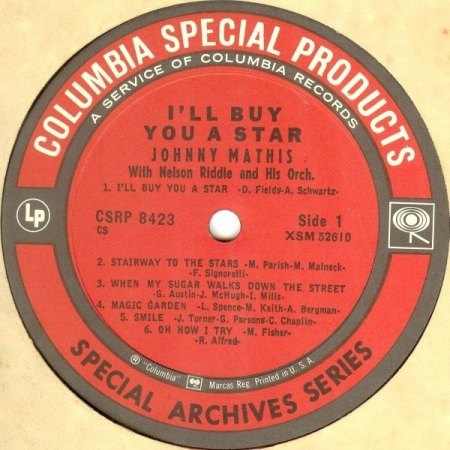 COLUMBIA SPECIAL PRODUCTS
A SERVICE OF COLUMBIA RECORDS
I'LL BUY
YOU A STAR
JOHNNY MATHIS
With Nelson Riddle and His Orch.
1. I'LL BUY YOU A STAR -D. Fields-A. Schwartz-
Lp
CSRP 8423
CS
Side 1
XSM 52610
2. STAIRWAY TO THE STARS -M. Parish-M. Malneck-
F. Signorelli-
3. WHEN MY SUGAR WALKS DOWN THE STREET
-G. Austin-J. McHugh-I. Mills-
4. MAGIC GARDEN -L. Spence-M. Keith-A. Bergman-
5. SMILE -J. Turner-G. Parsons-C. Chaplin-
6. OH HOW I TRY -M. Fisher-
-R. Alfred-
® "Columbia" Marcas Reg. Printed in U. S. A.
SPECIAL ARCHIVES SERIES